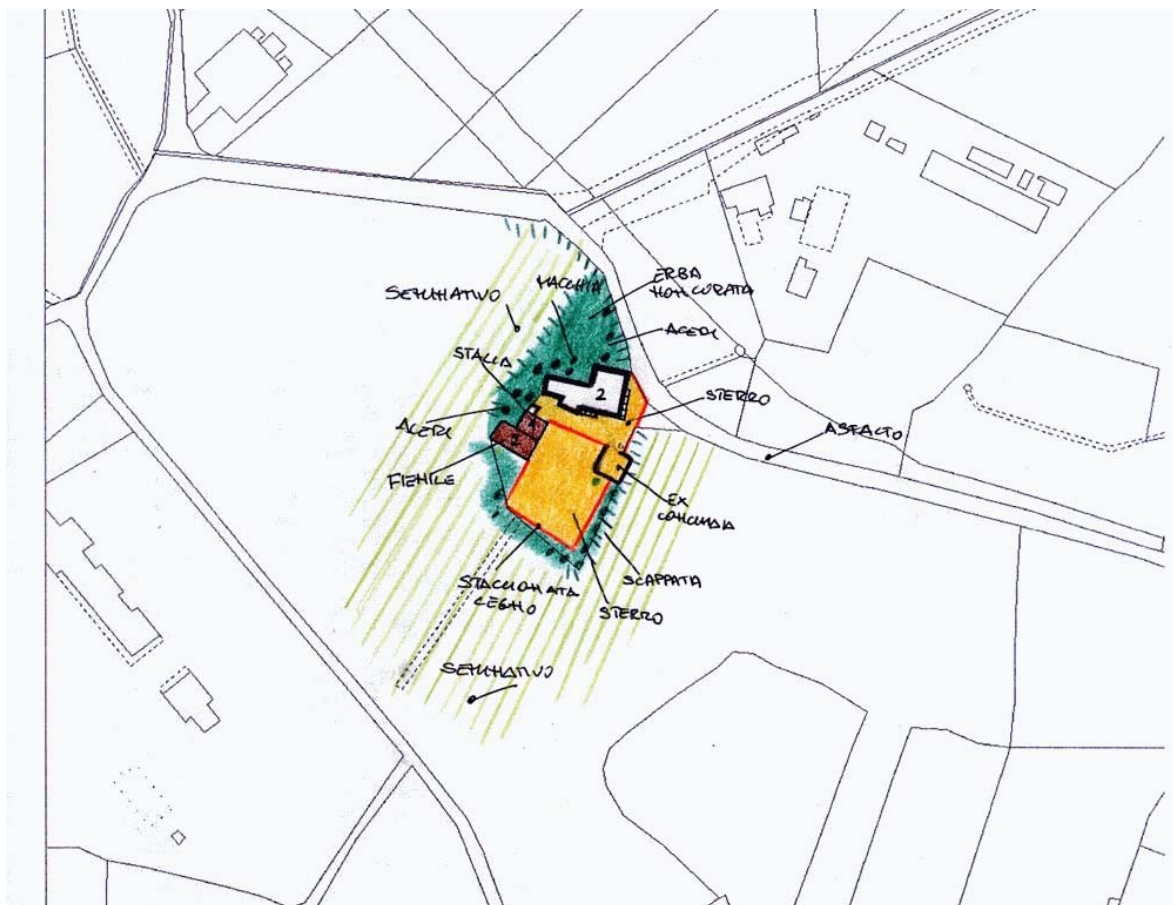 SEMINATIVO
MACCHIA
ERBA
NON CURATA
ACERI
STALLA
2
STERRO
ACERI
ASFALTO
3
FIENILE
EX
CONCIMAIA
STACCIONATA
LEGNO
SCARPATA
STERRO
SEMINATIVO